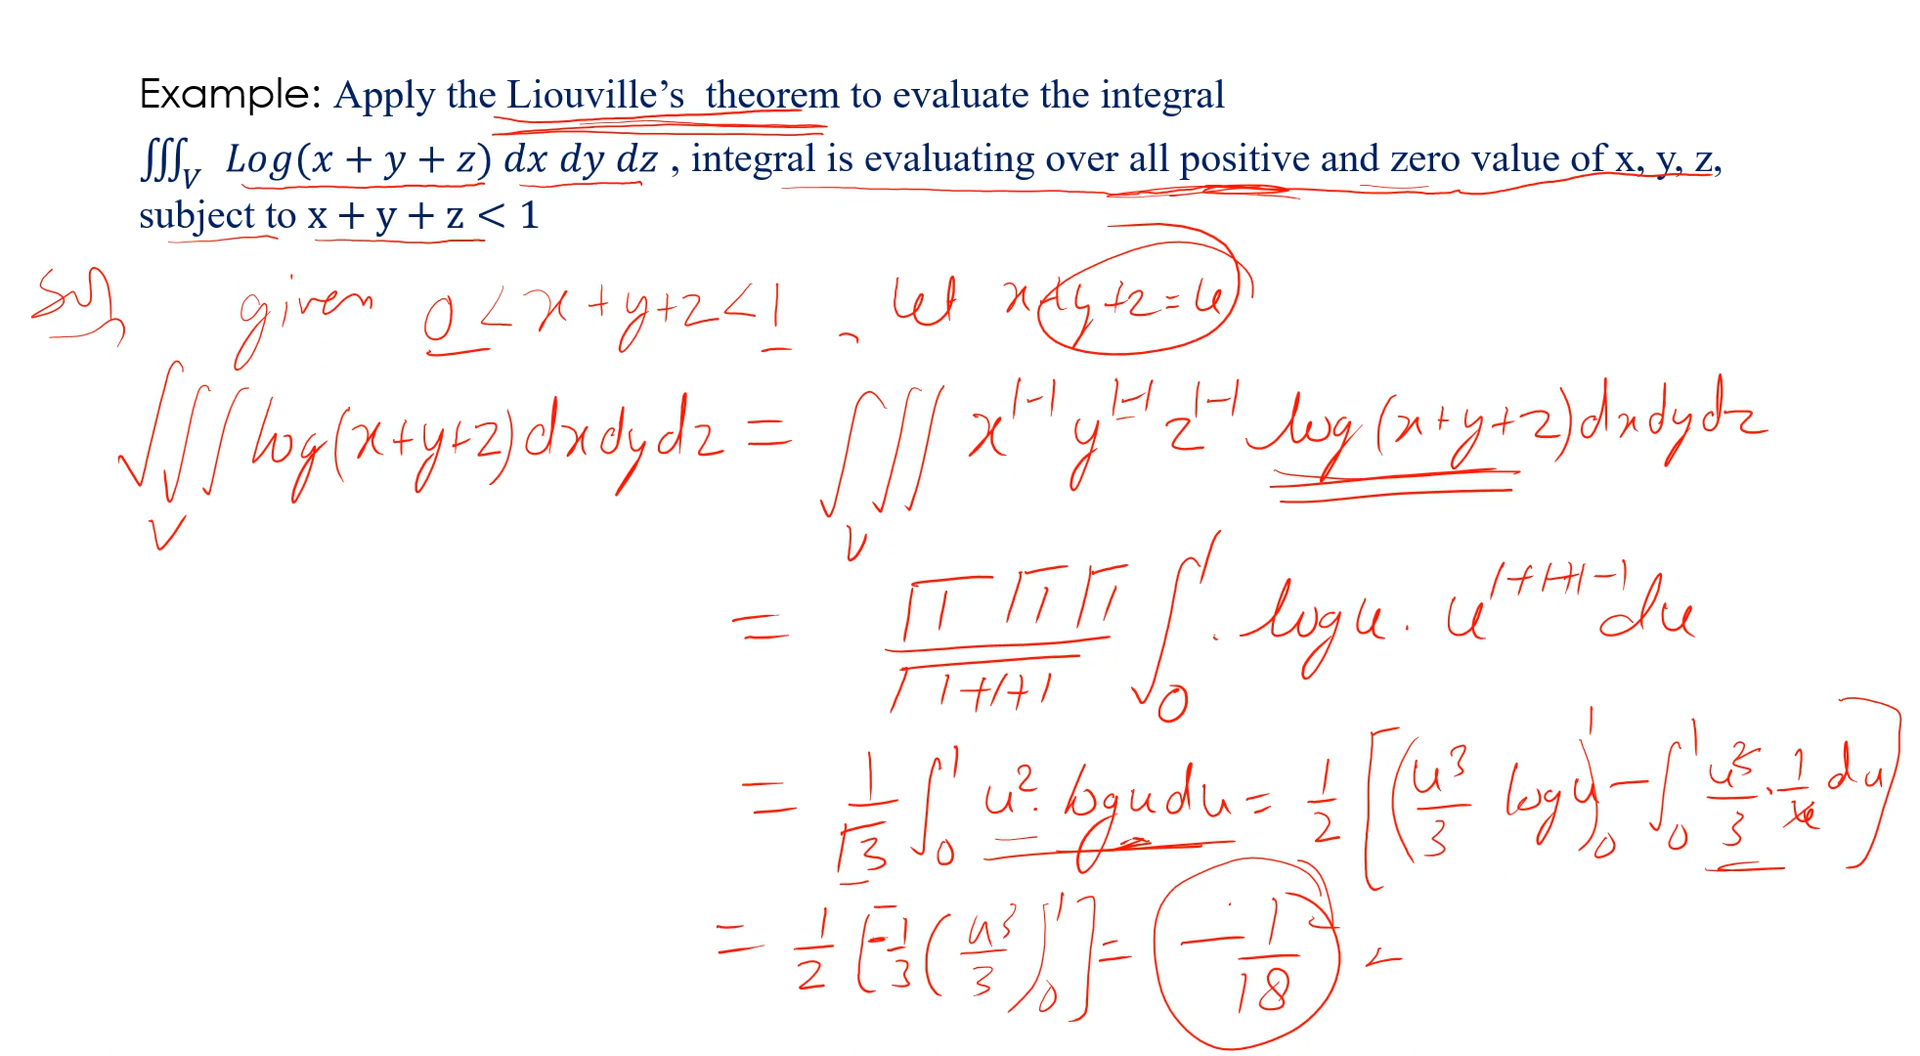 Example: Apply the Liouville’s theorem to evaluate the integral
∭_V Log(x + y + z) dx dy dz , integral is evaluating over all positive and zero value of x, y, z,
subject to x + y + z < 1
Sol given 0 < x + y + z < 1 , let x + y + z = u
∭_V log(x+y+z) dx dy dz = ∭_V x^{1-1} y^{1-1} z^{1-1} log (x+y+z) dx dy dz
= (Γ1 Γ1 Γ1)/(Γ1+1+1) ∫_0^1 log u . u^{1+1+1-1} du
= 1/Γ3 ∫_0^1 u^2 . log u du = 1/2 [ (u^3/3 log u)_0^1 - ∫_0^1 u^3/3 . 1/u du ]
= 1/2 [ -1/3 (u^3/3)_0^1 ] = -1/18